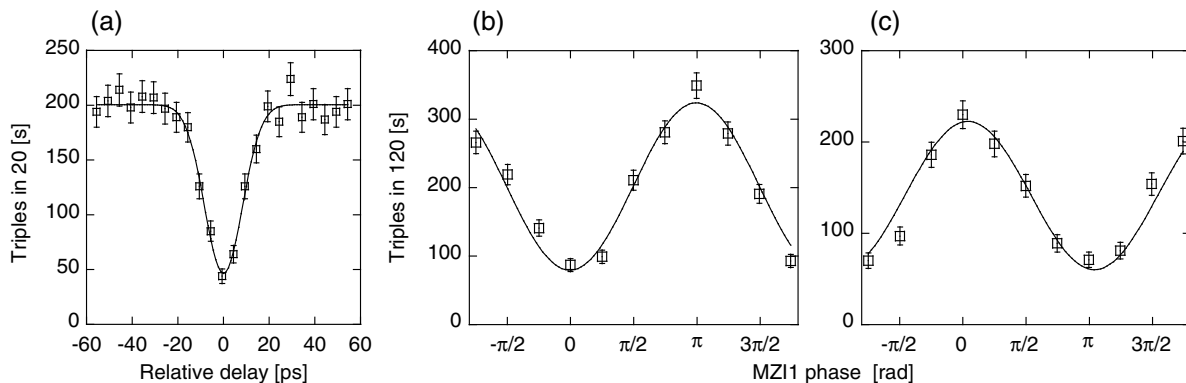 (a)
Triples in 20 [s]
250
200
150
100
50
0
-60 -40 -20 0 20 40 60
Relative delay [ps]
(b)
Triples in 120 [s]
400
300
200
100
0
-π/2 0 π/2 π 3π/2
(c)
300
200
100
0
-π/2 0 π/2 π 3π/2
MZI1 phase [rad]